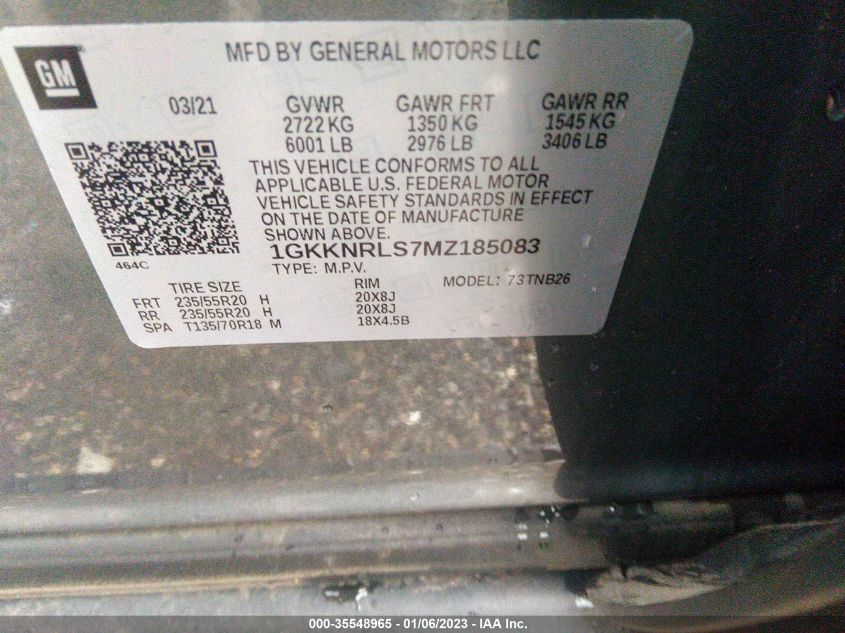 GM
MFD BY GENERAL MOTORS LLC
03/21 GVWR GAWR FRT GAWR RR
2722 KG 1350 KG 1545 KG
6001 LB 2976 LB 3406 LB
THIS VEHICLE CONFORMS TO ALL
APPLICABLE U.S. FEDERAL MOTOR
VEHICLE SAFETY STANDARDS IN EFFECT
ON THE DATE OF MANUFACTURE
SHOWN ABOVE.
464C
1GKKNRLS7MZ185083
TYPE: M.P.V. MODEL: 73TNB26
TIRE SIZE RIM
FRT 235/55R20 H 20X8J
RR 235/55R20 H 20X8J
SPA T135/70R18 M 18X4.5B
000-35548965 - 01/06/2023 - © IAA Inc.